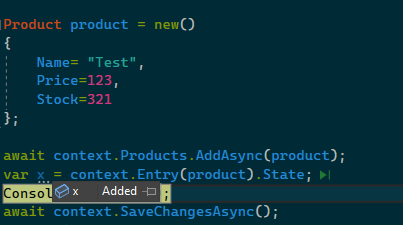 Product product = new()
{
Name= "Test",
Price=123,
Stock=321
};
await context.Products.AddAsync(product);
var x = context.Entry(product).State;
Consol x Added ;
await context.SaveChangesAsync();